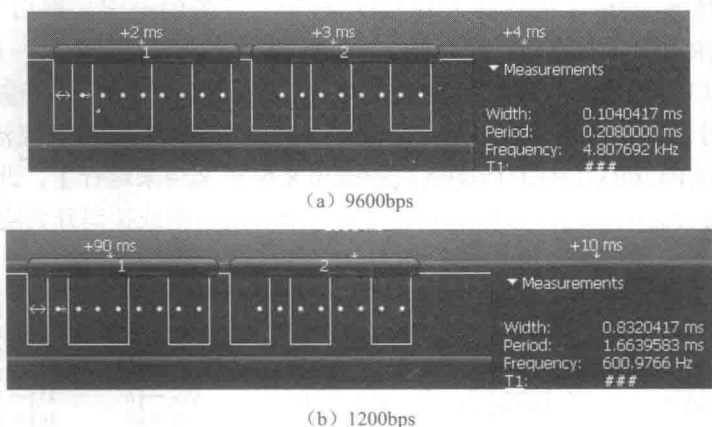 +2 ms +3 ms +4 ms
1 2
▼ Measurements
Width: 0.1040417 ms
Period: 0.2080000 ms
Frequency: 4.807692 kHz
T1: ###
(a) 9600bps
+90 ms +10 ms
1 2
▼ Measurements
Width: 0.8320417 ms
Period: 1.6639583 ms
Frequency: 600.9766 Hz
T1: ###
(b) 1200bps